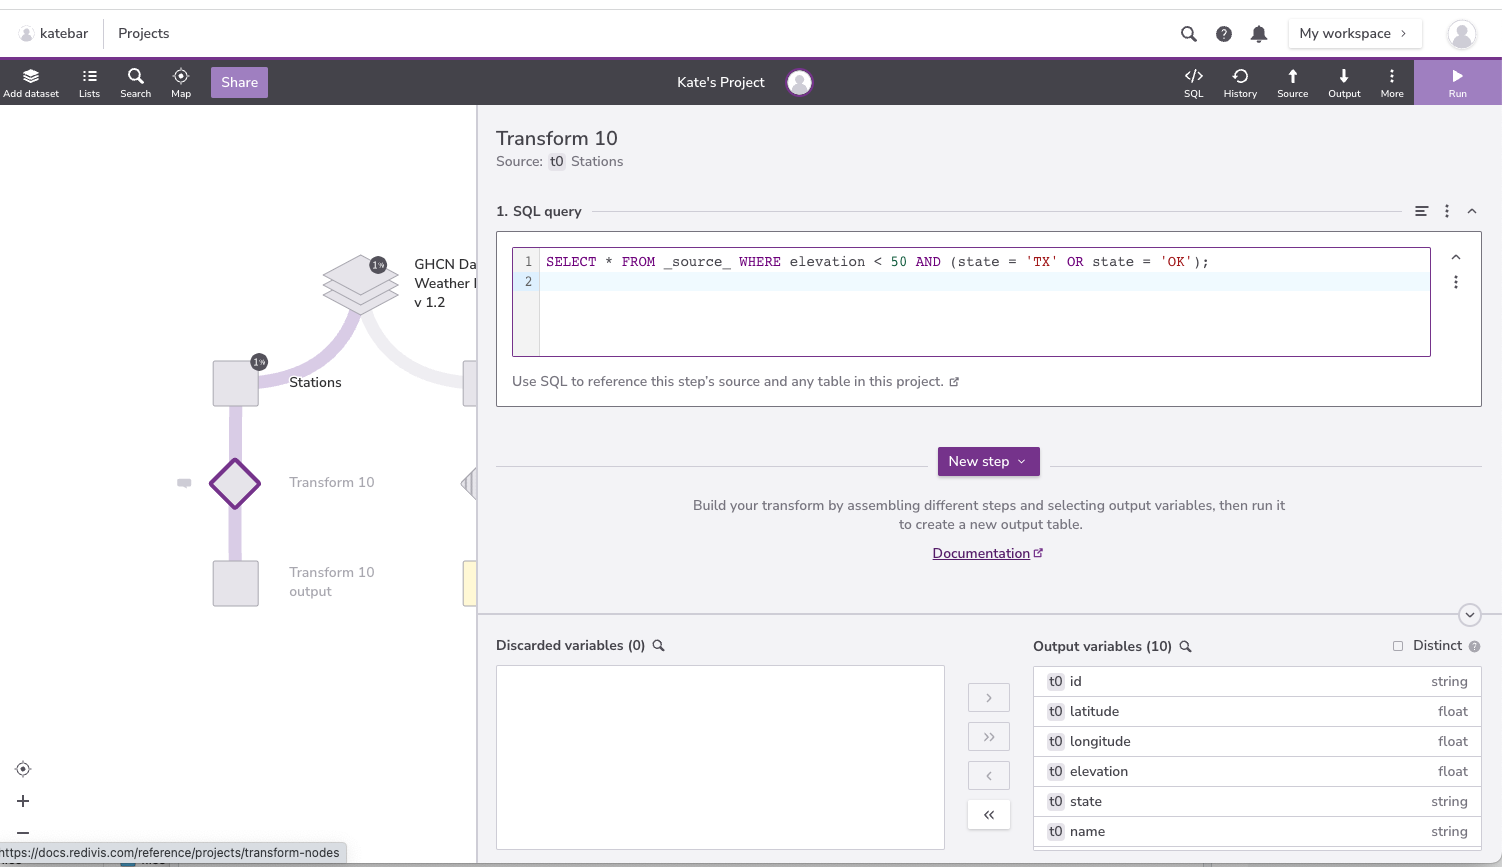 katebar
Projects
My workspace
Add dataset
Lists
Search
Map
Share
Kate's Project
SQL
History
Source
Output
More
Run
Transform 10
Source: t0 Stations
1. SQL query
1 SELECT * FROM _source_ WHERE elevation < 50 AND (state = 'TX' OR state = 'OK');
2
Use SQL to reference this step's source and any table in this project.
New step
Build your transform by assembling different steps and selecting output variables, then run it
to create a new output table.
Documentation
1%
GHCN Da
Weather
v 1.2
1%
Stations
Transform 10
Transform 10
output
Discarded variables (0)
Output variables (10)
Distinct
t0 id string
t0 latitude float
t0 longitude float
t0 elevation float
t0 state string
t0 name string
https://docs.redivis.com/reference/projects/transform-nodes